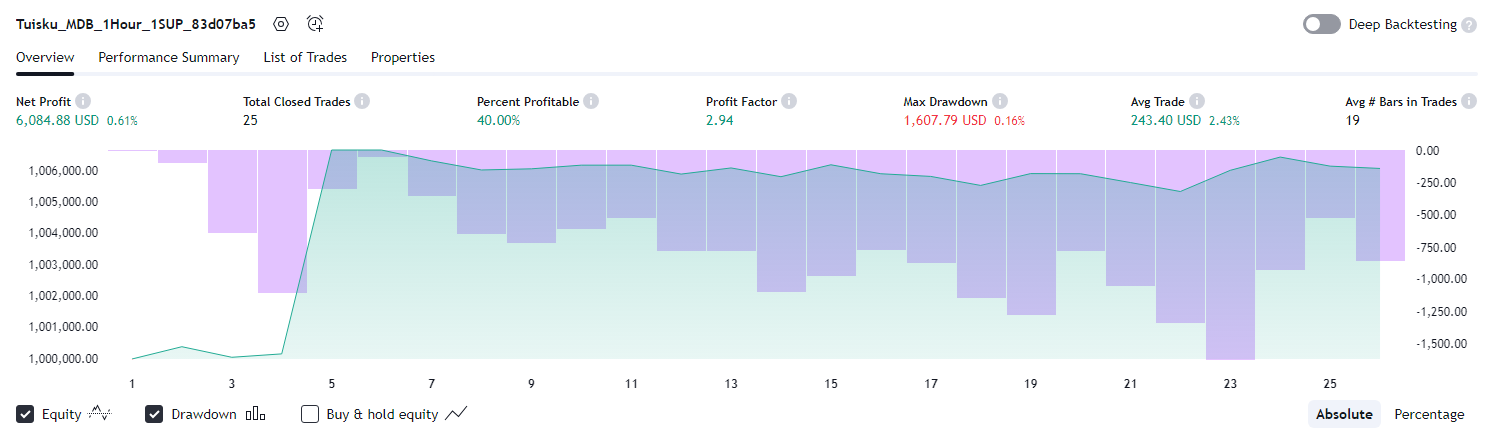 Tuisku_MDB_1Hour_1SUP_83d07ba5
Deep Backtesting ?
Overview Performance Summary List of Trades Properties
Net Profit Total Closed Trades Percent Profitable Profit Factor Max Drawdown Avg Trade Avg # Bars in Trades
6,084.88 USD 0.61% 25 40.00% 2.94 1,607.79 USD 0.16% 243.40 USD 2.43% 19
1,006,000.00
1,005,000.00
1,004,000.00
1,003,000.00
1,002,000.00
1,001,000.00
1,000,000.00
0.00
-250.00
-500.00
-750.00
-1,000.00
-1,250.00
-1,500.00
1 3 5 7 9 11 13 15 17 19 21 23 25
Equity Drawdown Buy & hold equity Absolute Percentage